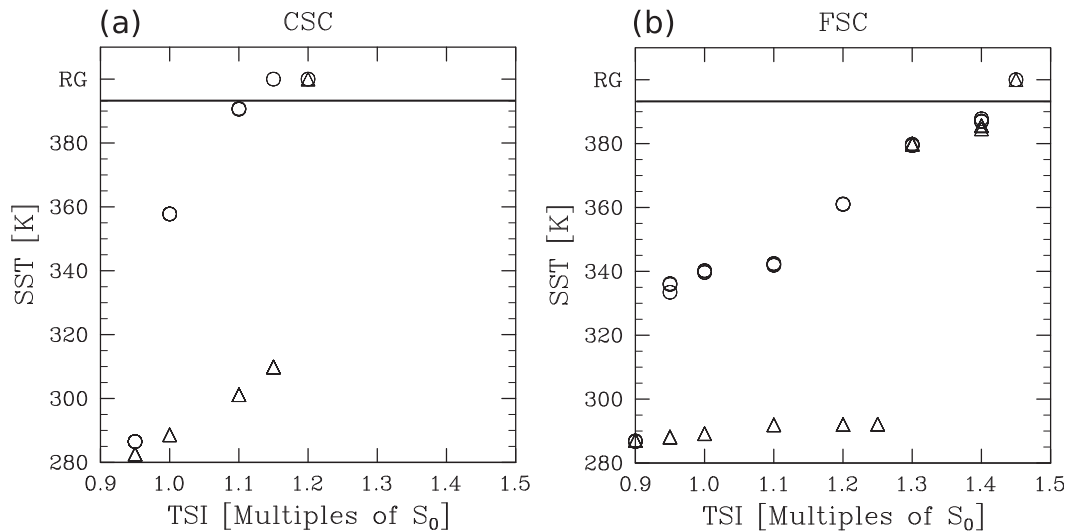 (a) CSC
RG
380
360
340
320
300
280
SST [K]
0.9 1.0 1.1 1.2 1.3 1.4 1.5
TSI [Multiples of S₀]
(b) FSC
RG
380
360
340
320
300
280
SST [K]
0.9 1.0 1.1 1.2 1.3 1.4 1.5
TSI [Multiples of S₀]